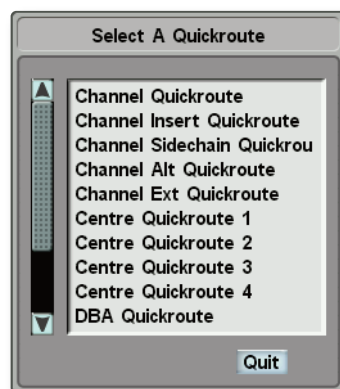 Select A Quickroute
Channel Quickroute
Channel Insert Quickroute
Channel Sidechain Quickrou
Channel Alt Quickroute
Channel Ext Quickroute
Centre Quickroute 1
Centre Quickroute 2
Centre Quickroute 3
Centre Quickroute 4
DBA Quickroute
Quit